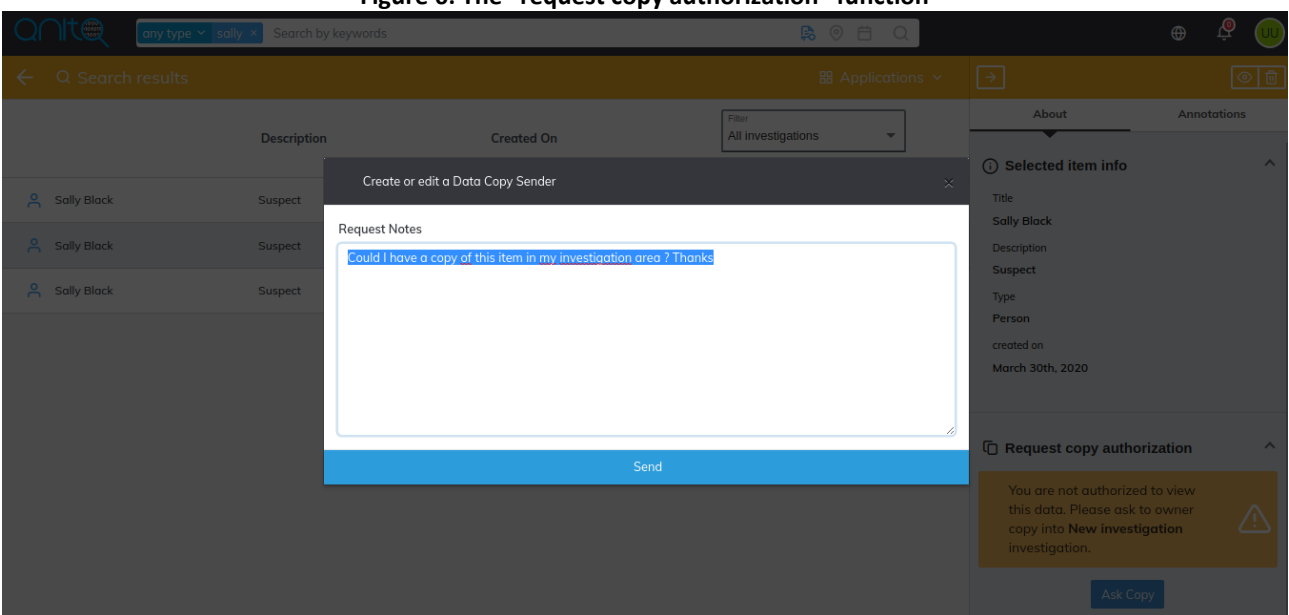 Figure 6. The "request copy authorization" function
anita
any type sally × Search by keywords
UU
Search results
Applications
Description
Created On
Filter
All investigations
About
Annotations
Create or edit a Data Copy Sender
×
Request Notes
Could I have a copy of this item in my investigation area ? Thanks
Send
Sally Black
Suspect
Sally Black
Suspect
Sally Black
Suspect
Selected item info
Title
Sally Black
Description
Suspect
Type
Person
created on
March 30th, 2020
Request copy authorization
You are not authorized to view
this data. Please ask to owner
copy into New investigation
investigation.
Ask Copy